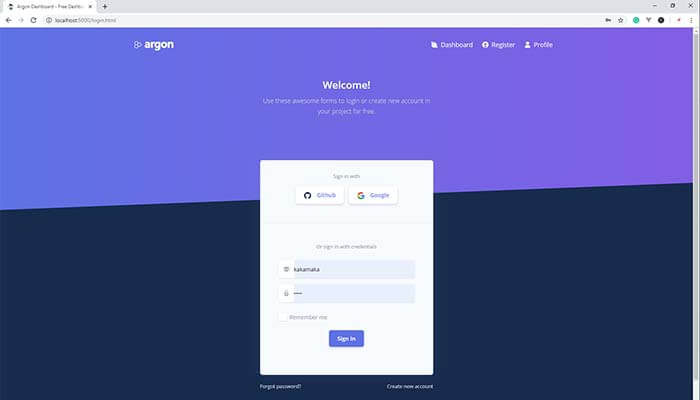 Argon Dashboard - Free Dashbo
localhost:5000/login.html
argon
Dashboard
Register
Profile
Welcome!
Use these awesome forms to login or create new account in
your project for free.
Sign in with
Github
Google
Or sign in with credentials
kakamaka
Remember me
Sign in
Forgot password?
Create new account